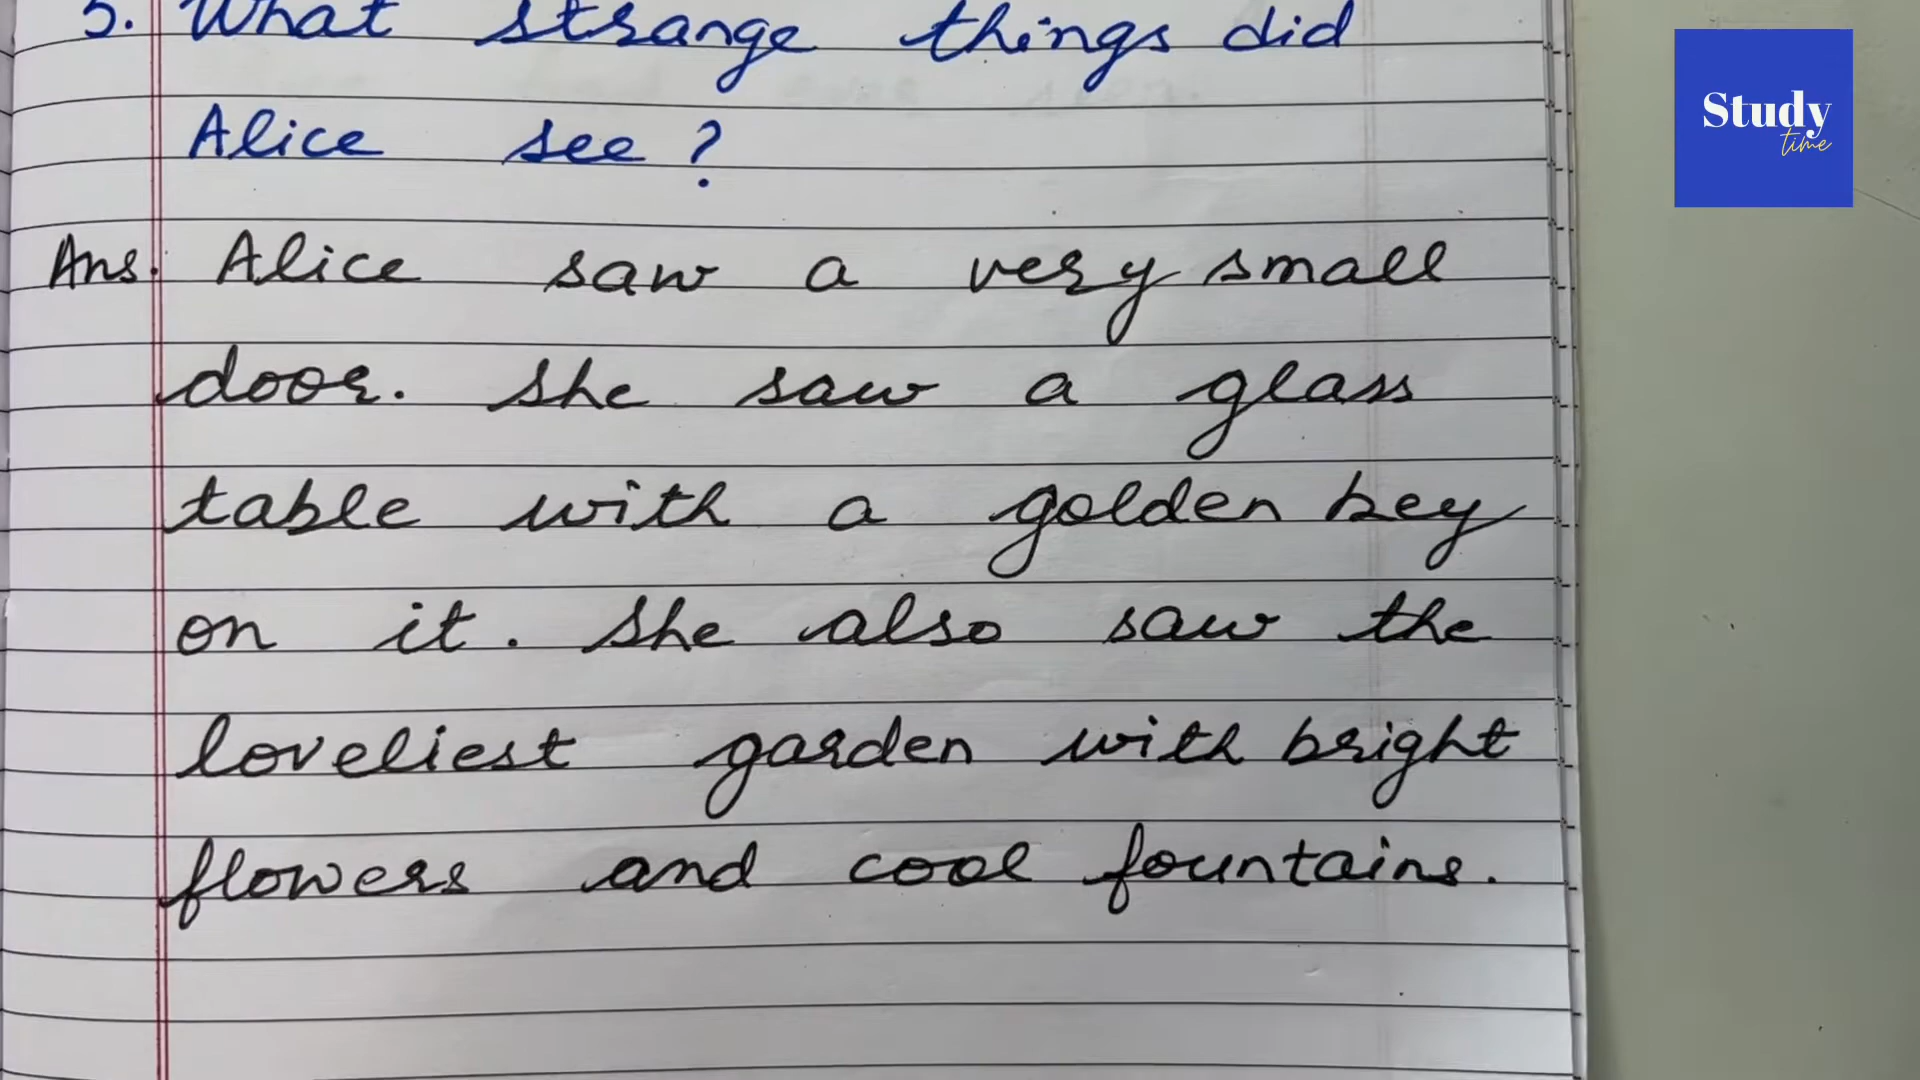 5. What strange things did
Alice see?
Ans. Alice saw a very small
door. She saw a glass
table with a golden key
on it. She also saw the
loveliest garden with bright
flowers and cool fountains.
Study
time